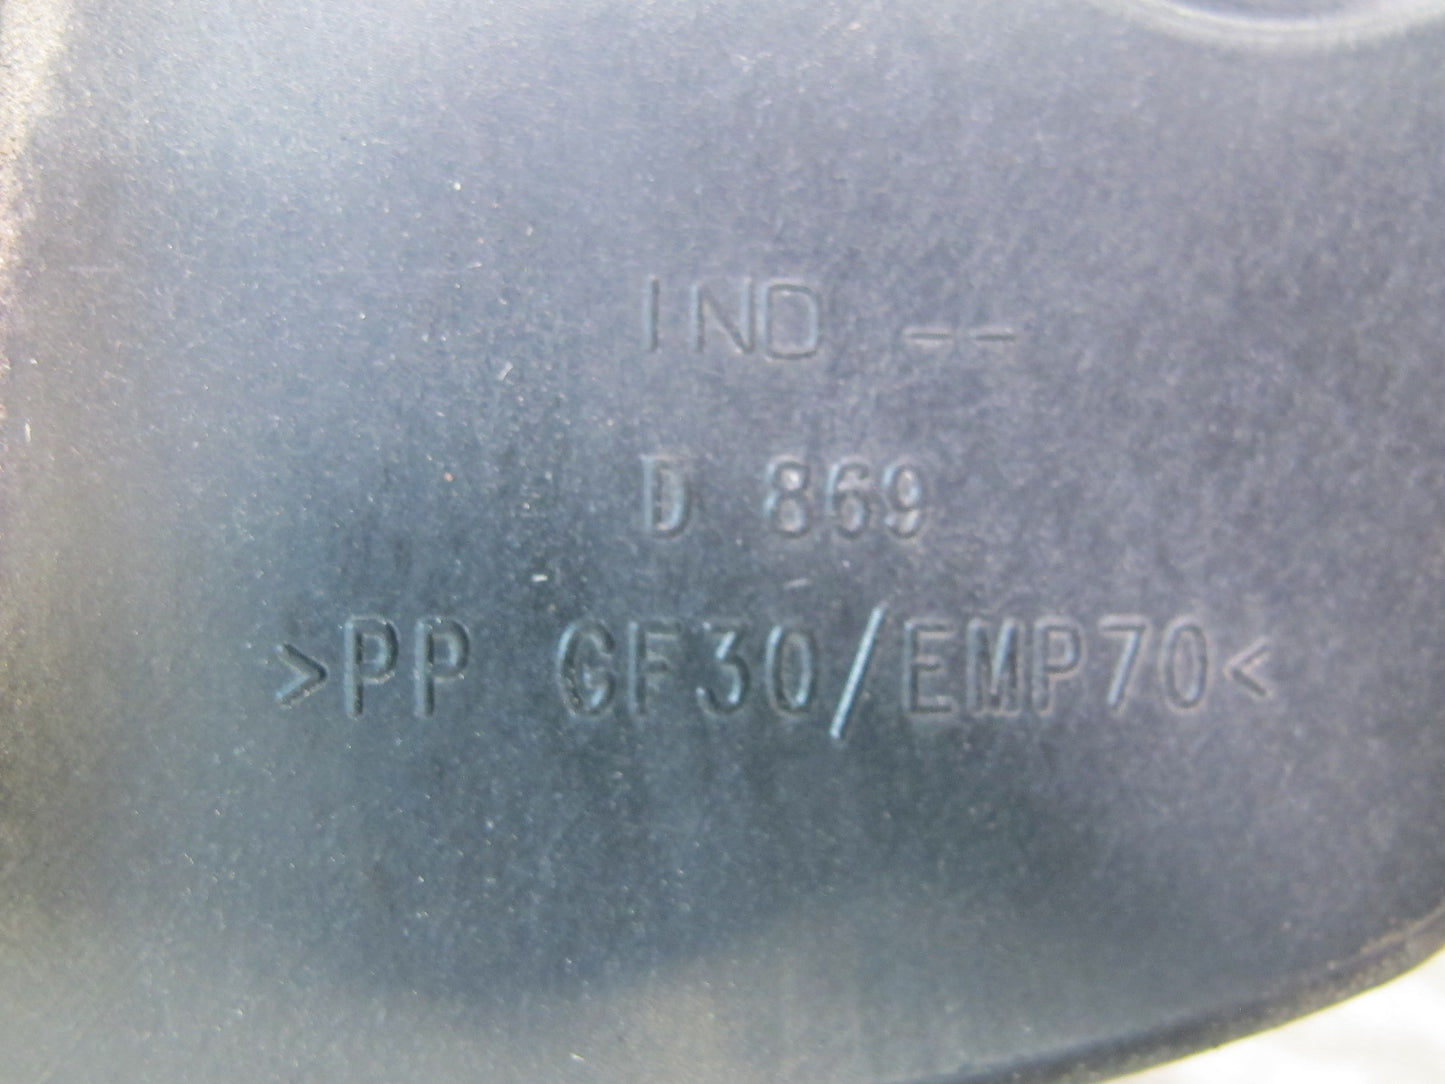 IND --
D 869
>PP GF30/EMP70<